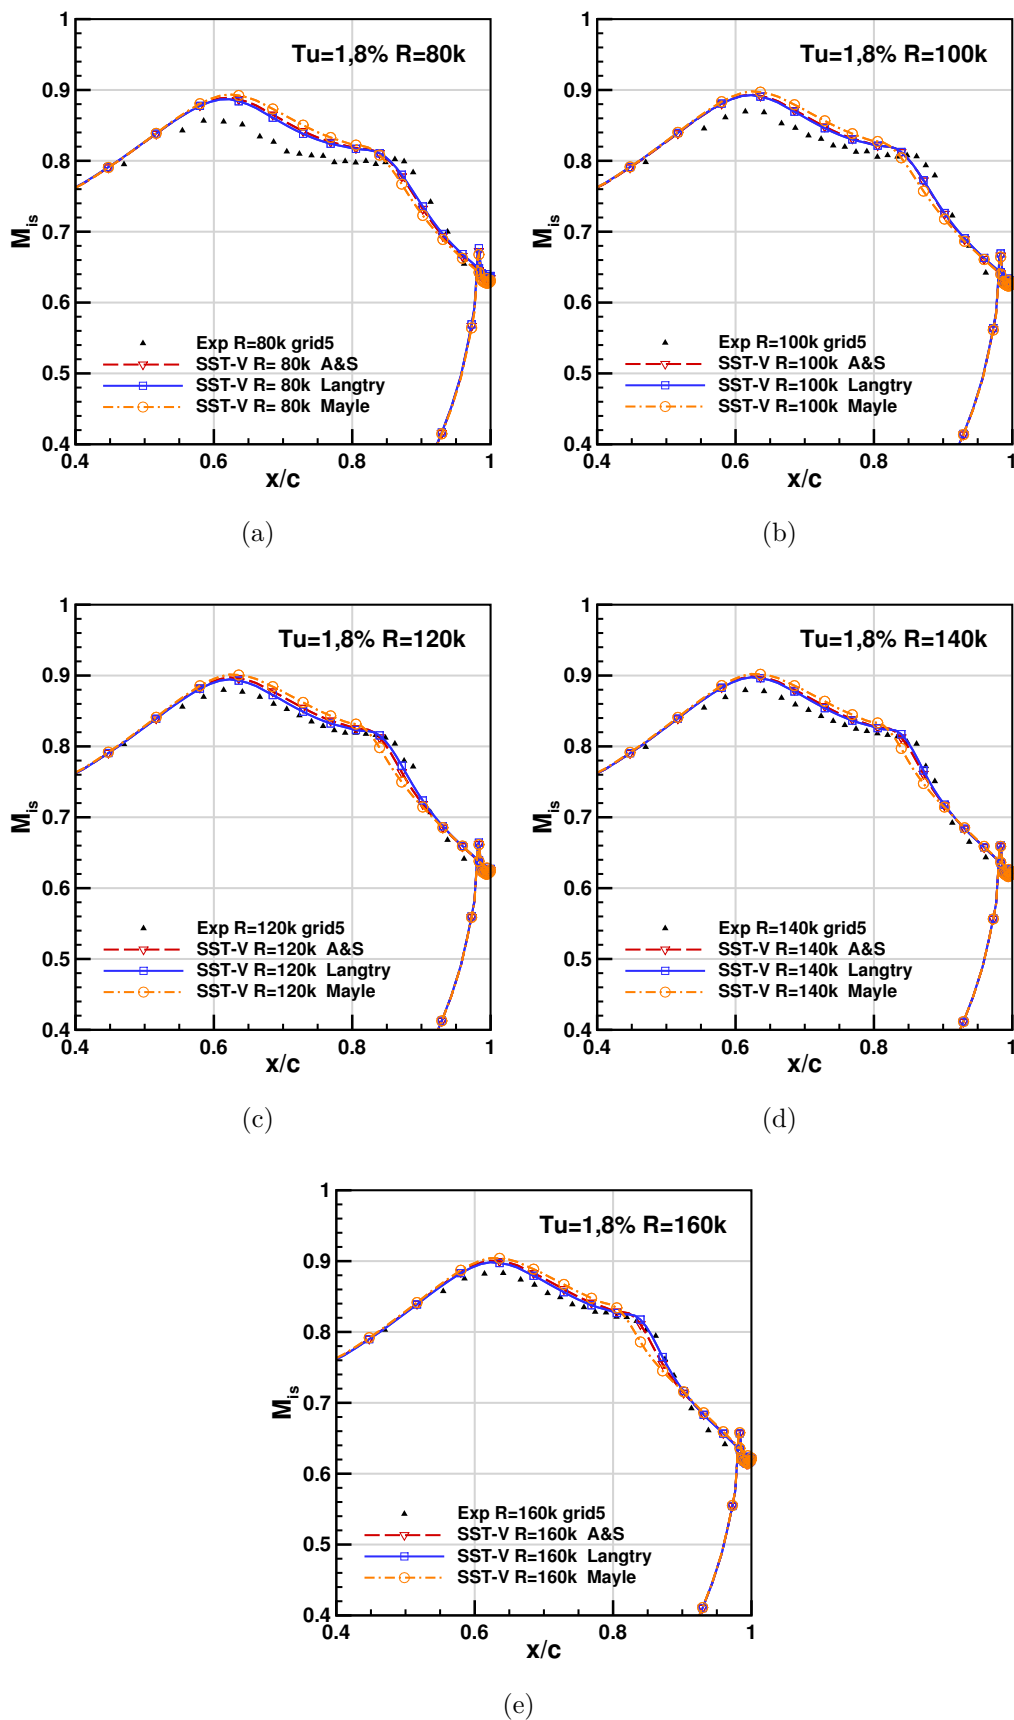 1
0.9
0.8
0.7
0.6
0.5
0.4
M_is
Tu=1,8% R=80k
Exp R=80k grid5
SST-V R= 80k A&S
SST-V R= 80k Langtry
SST-V R= 80k Mayle
0.4 0.6 0.8 1
x/c
(a)
1
0.9
0.8
0.7
0.6
0.5
0.4
M_is
Tu=1,8% R=100k
Exp R=100k grid5
SST-V R=100k A&S
SST-V R=100k Langtry
SST-V R=100k Mayle
0.4 0.6 0.8 1
x/c
(b)
1
0.9
0.8
0.7
0.6
0.5
0.4
M_is
Tu=1,8% R=120k
Exp R=120k grid5
SST-V R=120k A&S
SST-V R=120k Langtry
SST-V R=120k Mayle
0.4 0.6 0.8 1
x/c
(c)
1
0.9
0.8
0.7
0.6
0.5
0.4
M_is
Tu=1,8% R=140k
Exp R=140k grid5
SST-V R=140k A&S
SST-V R=140k Langtry
SST-V R=140k Mayle
0.4 0.6 0.8 1
x/c
(d)
1
0.9
0.8
0.7
0.6
0.5
0.4
M_is
Tu=1,8% R=160k
Exp R=160k grid5
SST-V R=160k A&S
SST-V R=160k Langtry
SST-V R=160k Mayle
0.4 0.6 0.8 1
x/c
(e)